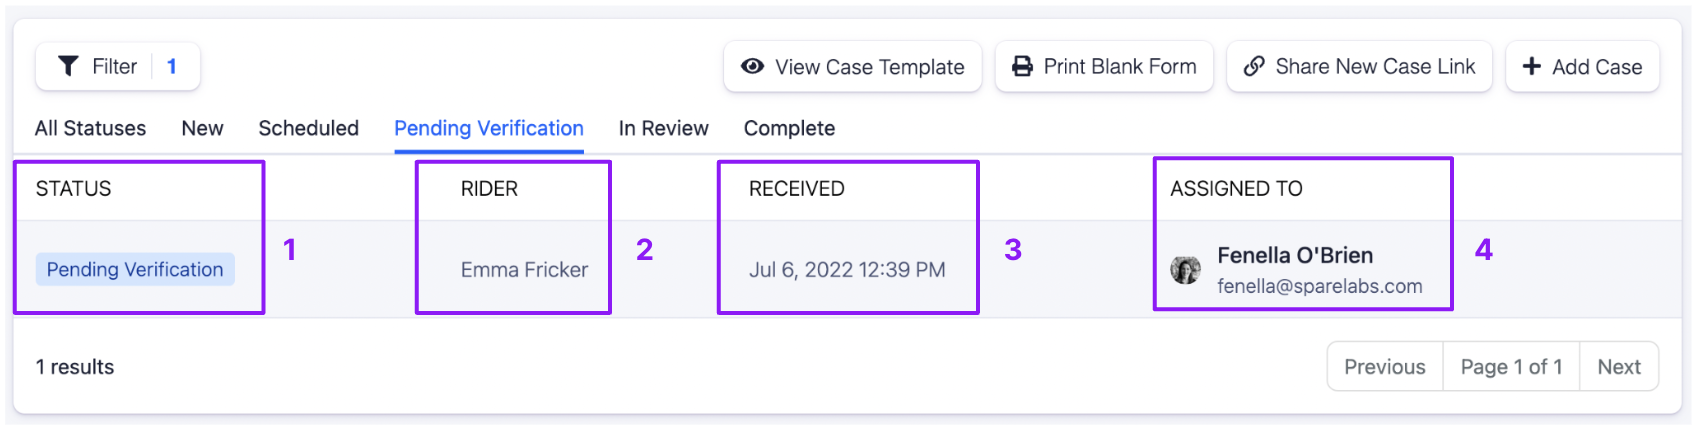 Filter 1 View Case Template Print Blank Form Share New Case Link + Add Case
All Statuses New Scheduled Pending Verification In Review Complete
STATUS RIDER RECEIVED ASSIGNED TO
Pending Verification 1 Emma Fricker 2 Jul 6, 2022 12:39 PM 3 Fenella O'Brien 4
fenella@sparelabs.com
1 results Previous Page 1 of 1 Next